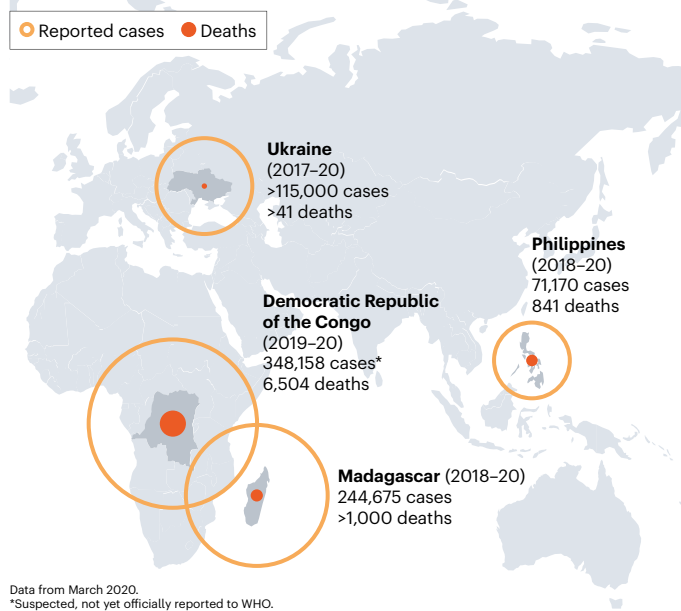 Reported cases Deaths
Ukraine
(2017–20)
>115,000 cases
>41 deaths
Philippines
(2018–20)
71,170 cases
841 deaths
Democratic Republic
of the Congo
(2019–20)
348,158 cases*
6,504 deaths
Madagascar (2018–20)
244,675 cases
>1,000 deaths
Data from March 2020.
*Suspected, not yet officially reported to WHO.